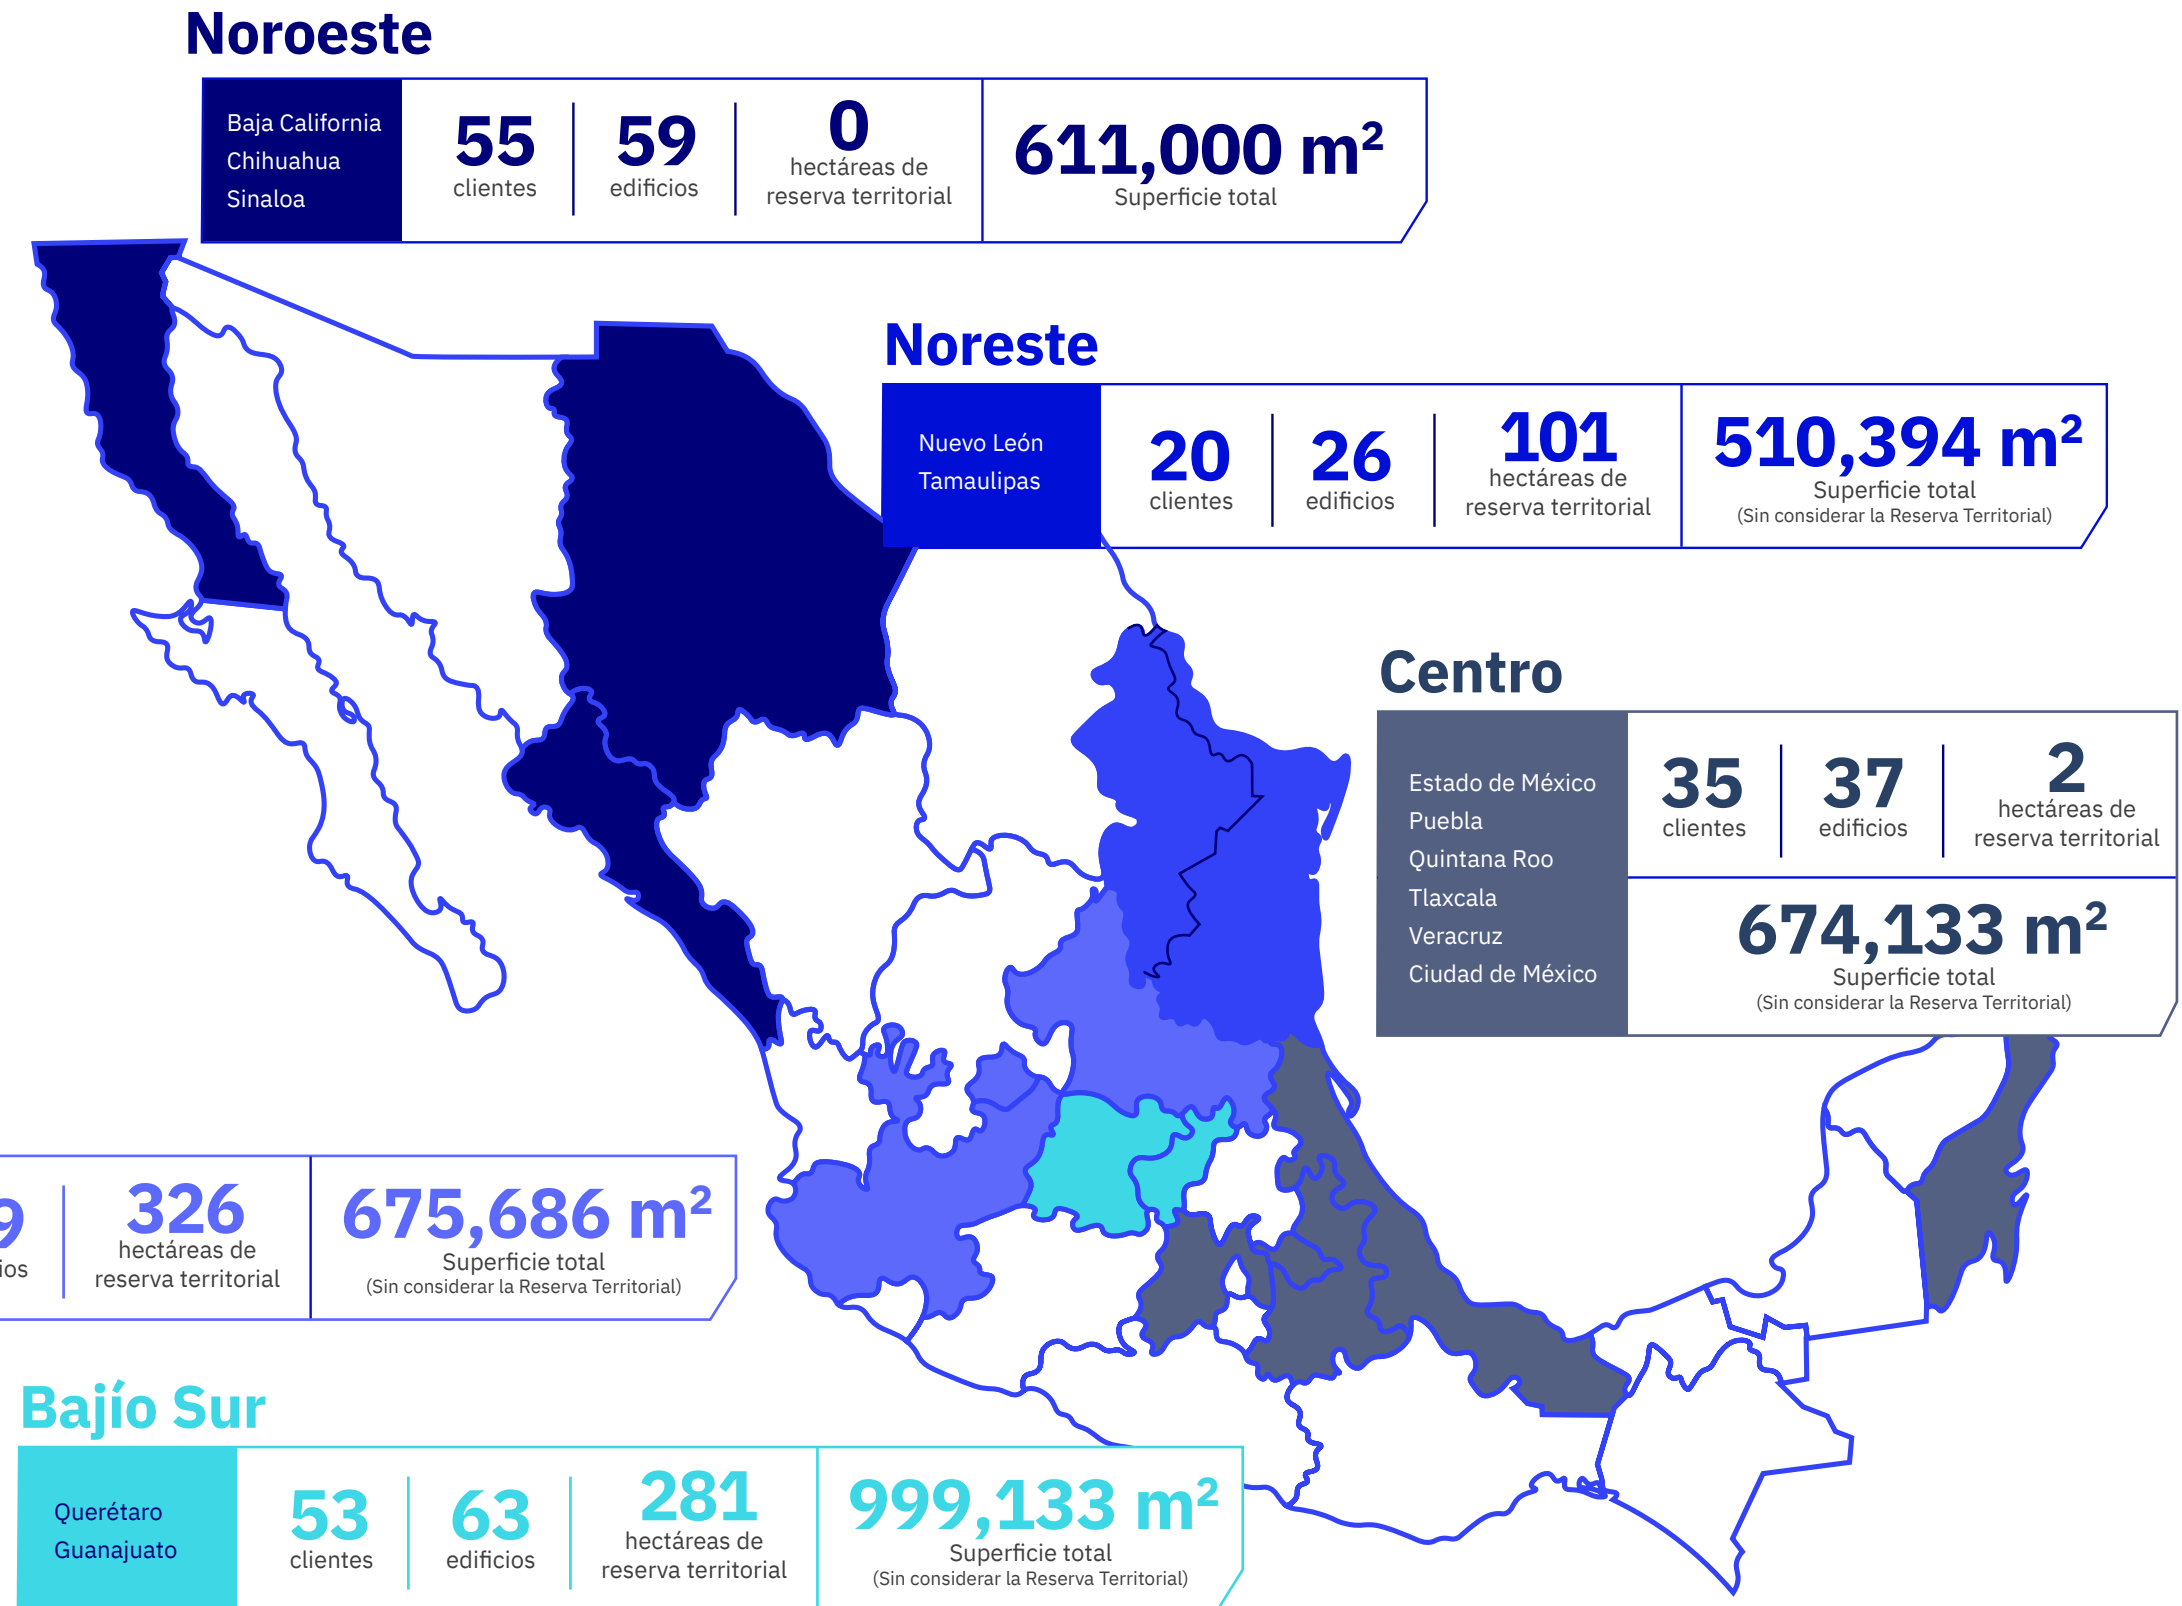 Noroeste
Baja California
Chihuahua
Sinaloa
55
clientes
59
edificios
0
hectáreas de
reserva territorial
611,000 m²
Superficie total
Noreste
Nuevo León
Tamaulipas
20
clientes
26
edificios
101
hectáreas de
reserva territorial
510,394 m²
Superficie total
(Sin considerar la Reserva Territorial)
Centro
Estado de México
Puebla
Quintana Roo
Tlaxcala
Veracruz
Ciudad de México
35
clientes
37
edificios
2
hectáreas de
reserva territorial
674,133 m²
Superficie total
(Sin considerar la Reserva Territorial)
326
hectáreas de
reserva territorial
675,686 m²
Superficie total
(Sin considerar la Reserva Territorial)
Bajío Sur
Querétaro
Guanajuato
53
clientes
63
edificios
281
hectáreas de
reserva territorial
999,133 m²
Superficie total
(Sin considerar la Reserva Territorial)